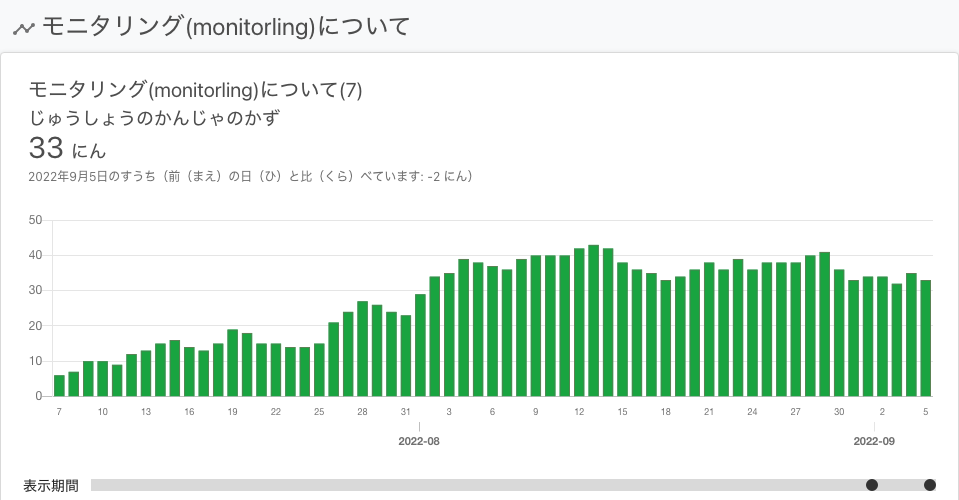 モニタリング(monitorling)について
モニタリング(monitorling)について(7)
じゅうしょうのかんじゃのかず
33 にん
2022年9月5日のすうち（前（まえ）の日（ひ）と比（くら）べています: -2 にん）
50
40
30
20
10
0
7 10 13 16 19 22 25 28 31 3 6 9 12 15 18 21 24 27 30 2 5
2022-08 2022-09
表示期間